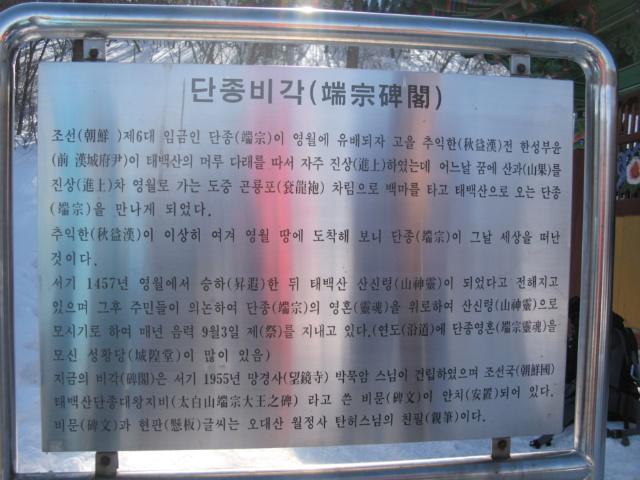 단종비각(端宗碑閣)
조선(朝鮮 )제6대 임금인 단종(端宗)이 영월에 유배되자 고을 추익한(秋益漢)전 한성부윤
(前 漢城府尹)이 태백산의 머루 다래를 따서 자주 진상(進上)하였는데 어느날 꿈에 산과(山果)를
진상(進上)차 영월로 가는 도중 곤룡포(袞龍袍) 차림으로 백마를 타고 태백산으로 오는 단종
(端宗)을 만나게 되었다.
추익한(秋益漢)이 이상히 여겨 영월 땅에 도착해 보니 단종(端宗)이 그날 세상을 떠난
것이다.
서기 1457년 영월에서 승하(昇遐)한 뒤 태백산 산신령(山神靈)이 되었다고 전해지고
있으며 그후 주민들이 의논하여 단종(端宗)의 영혼(靈魂)을 위로하여 산신령(山神靈)으로
모시기로 하여 매년 음력 9월3일 제(祭)를 지내고 있다.(연도(沿道)에 단종영혼(端宗靈魂)을
모신 성황당(城隍堂)이 많이 있음)
지금의 비각(碑閣)은 서기 1955년 망경사(望鏡寺) 박묵암 스님이 건립하였으며 조선국(朝鮮國)
태백산단종대왕지비(太白山端宗大王之碑) 라고 쓴 비문(碑文)이 안치(安置)되어 있다.
비문(碑文)과 현판(懸板)글씨는 오대산 월정사 탄허스님의 친필(親筆)이다.